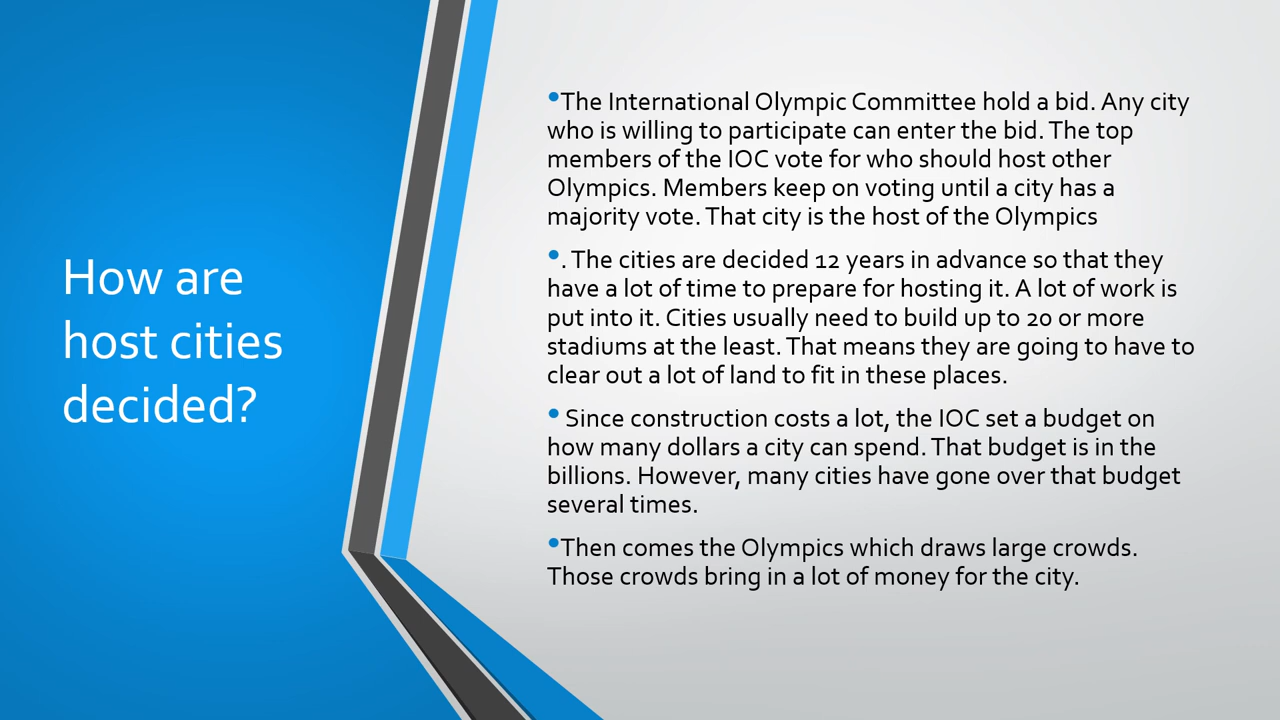 How are
host cities
decided?
•The International Olympic Committee hold a bid. Any city
who is willing to participate can enter the bid. The top
members of the IOC vote for who should host other
Olympics. Members keep on voting until a city has a
majority vote. That city is the host of the Olympics
•. The cities are decided 12 years in advance so that they
have a lot of time to prepare for hosting it. A lot of work is
put into it. Cities usually need to build up to 20 or more
stadiums at the least. That means they are going to have to
clear out a lot of land to fit in these places.
• Since construction costs a lot, the IOC set a budget on
how many dollars a city can spend. That budget is in the
billions. However, many cities have gone over that budget
several times.
•Then comes the Olympics which draws large crowds.
Those crowds bring in a lot of money for the city.